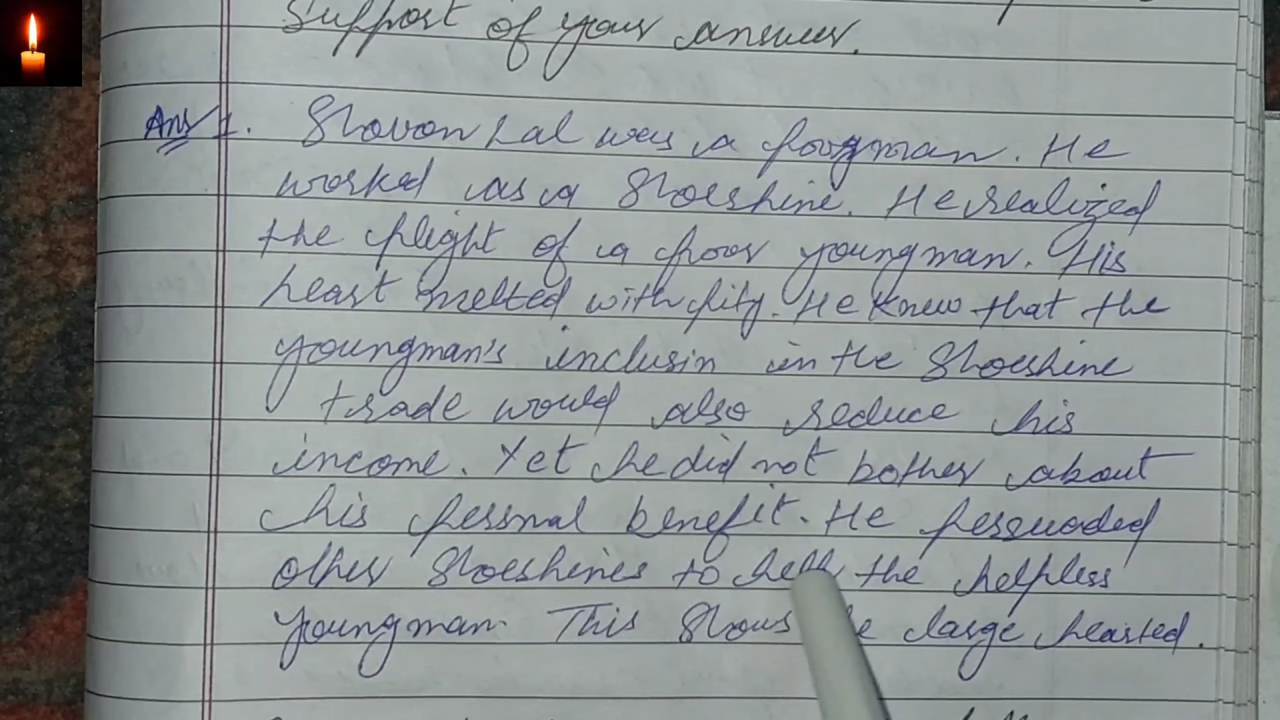 Support of your answer.
Ans 1. Shovon Lal was a poor man. He
worked as a Shoeshine. He realized
the plight of a poor youngman. His
heart melted with pity. He knew that the
youngman's inclusin in the Shoeshine
trade would also reduce his
income. Yet he did not bother about
his persnal benefit. He persuaded
other Shoeshines to help the helpless
youngman. This Shows large hearted.